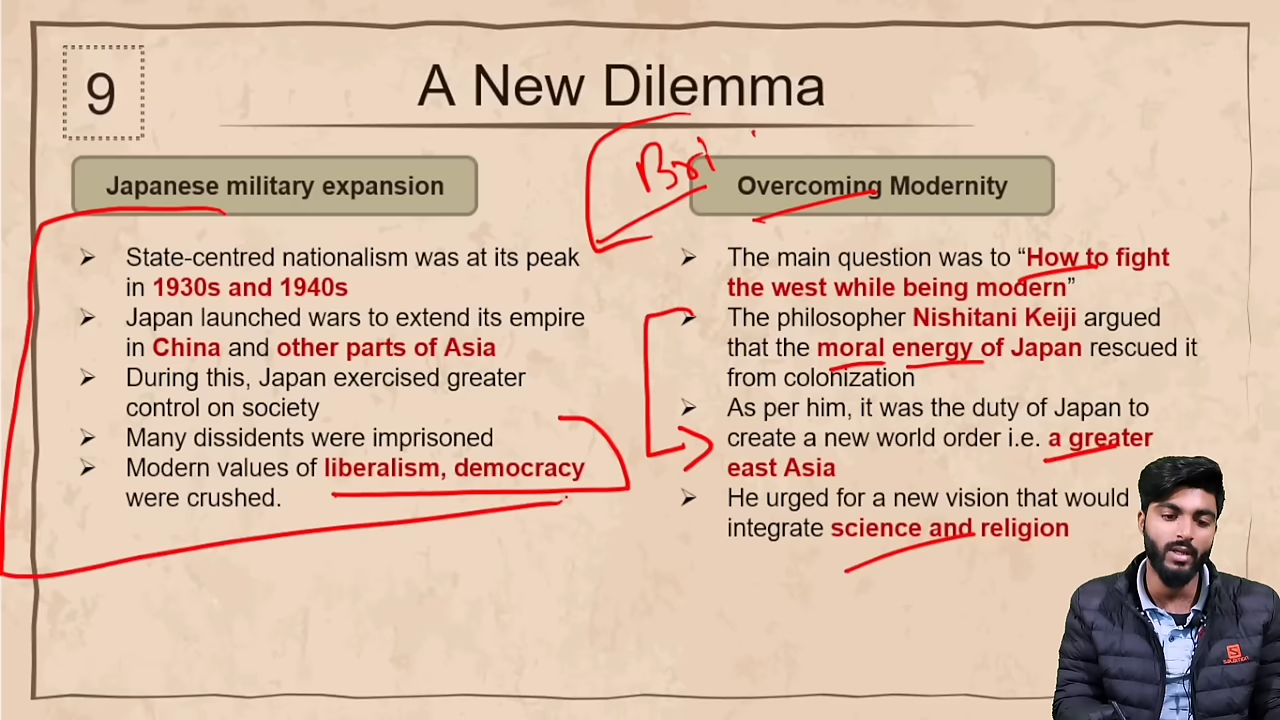 9
A New Dilemma
Japanese military expansion
State-centred nationalism was at its peak
in 1930s and 1940s
Japan launched wars to extend its empire
in China and other parts of Asia
During this, Japan exercised greater
control on society
Many dissidents were imprisoned
Modern values of liberalism, democracy
were crushed.
Bri
Overcoming Modernity
The main question was to “How to fight
the west while being modern”
The philosopher Nishitani Keiji argued
that the moral energy of Japan rescued it
from colonization
As per him, it was the duty of Japan to
create a new world order i.e. a greater
east Asia
He urged for a new vision that would
integrate science and religion